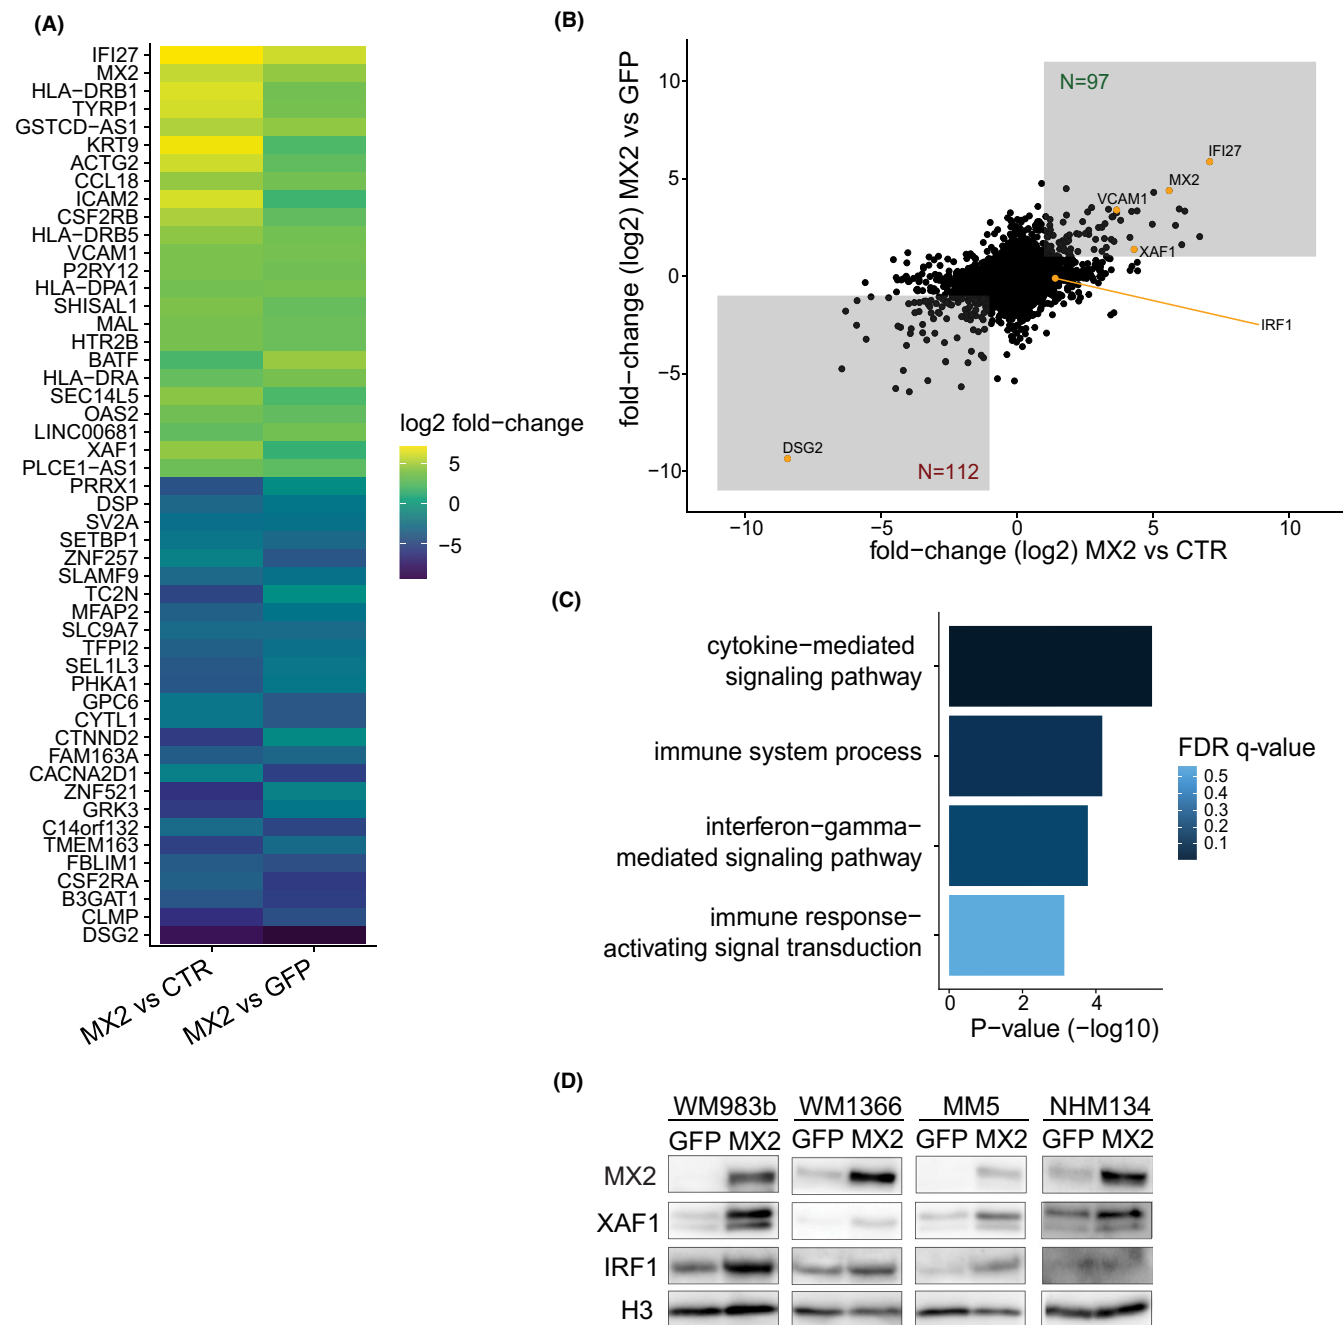 (A)
IFI27
MX2
HLA−DRB1
TYRP1
GSTCD−AS1
KRT9
ACTG2
CCL18
ICAM2
CSF2RB
HLA−DRB5
VCAM1
P2RY12
HLA−DPA1
SHISAL1
MAL
HTR2B
BATF
HLA−DRA
SEC14L5
OAS2
LINC00681
XAF1
PLCE1−AS1
PRRX1
DSP
SV2A
SETBP1
ZNF257
SLAMF9
TC2N
MFAP2
SLC9A7
TFPI2
SEL1L3
PHKA1
GPC6
CYTL1
CTNND2
FAM163A
CACNA2D1
ZNF521
GRK3
C14orf132
TMEM163
FBLIM1
CSF2RA
B3GAT1
CLMP
DSG2
MX2 vs CTR
MX2 vs GFP
log2 fold−change
5
0
−5
(B)
fold−change (log2) MX2 vs GFP
10
5
0
−5
−10
N=97
IFI27
MX2
VCAM1
XAF1
IRF1
DSG2
N=112
−10
−5
0
5
10
fold−change (log2) MX2 vs CTR
(C)
cytokine−mediated
signaling pathway
immune system process
interferon−gamma−
mediated signaling pathway
immune response−
activating signal transduction
0
2
4
P−value (−log10)
FDR q−value
0.5
0.4
0.3
0.2
0.1
(D)
WM983b WM1366 MM5 NHM134
GFP MX2 GFP MX2 GFP MX2 GFP MX2
MX2
XAF1
IRF1
H3